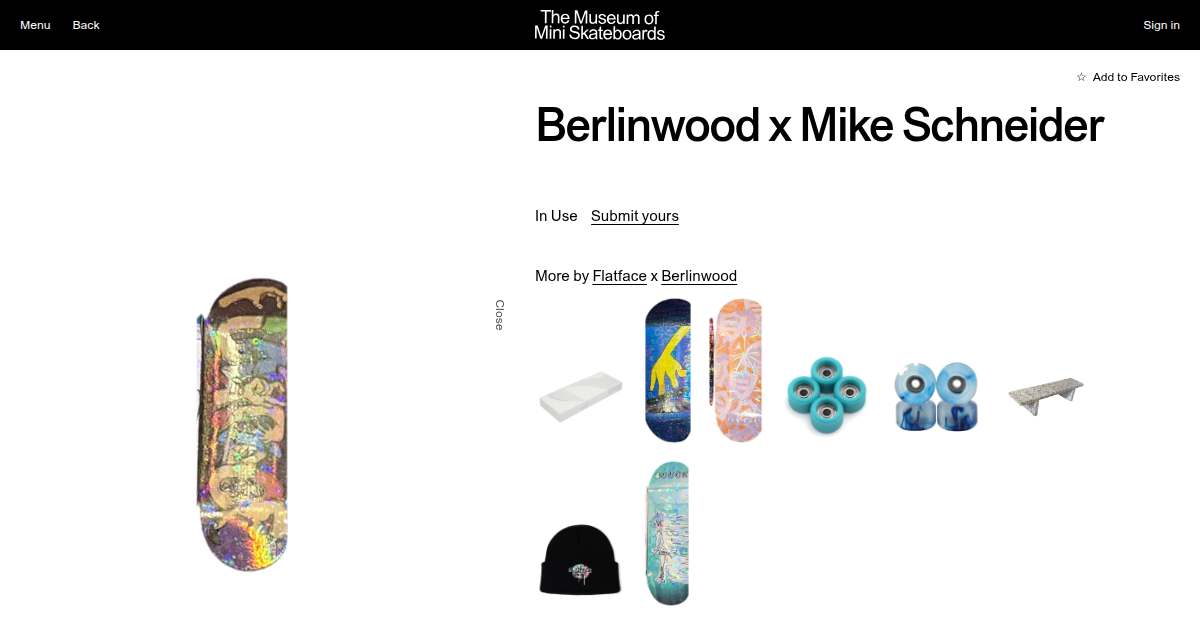 Menu
Back
The Museum of
Mini Skateboards
Sign in
☆ Add to Favorites
Berlinwood x Mike Schneider
In Use Submit yours
Close
More by Flatface x Berlinwood